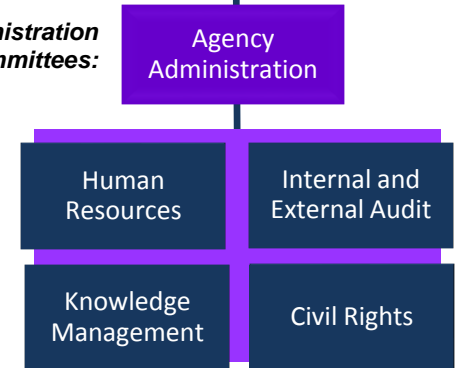 Agency
Administration
Human
Resources
Internal and
External Audit
Knowledge
Management
Civil Rights